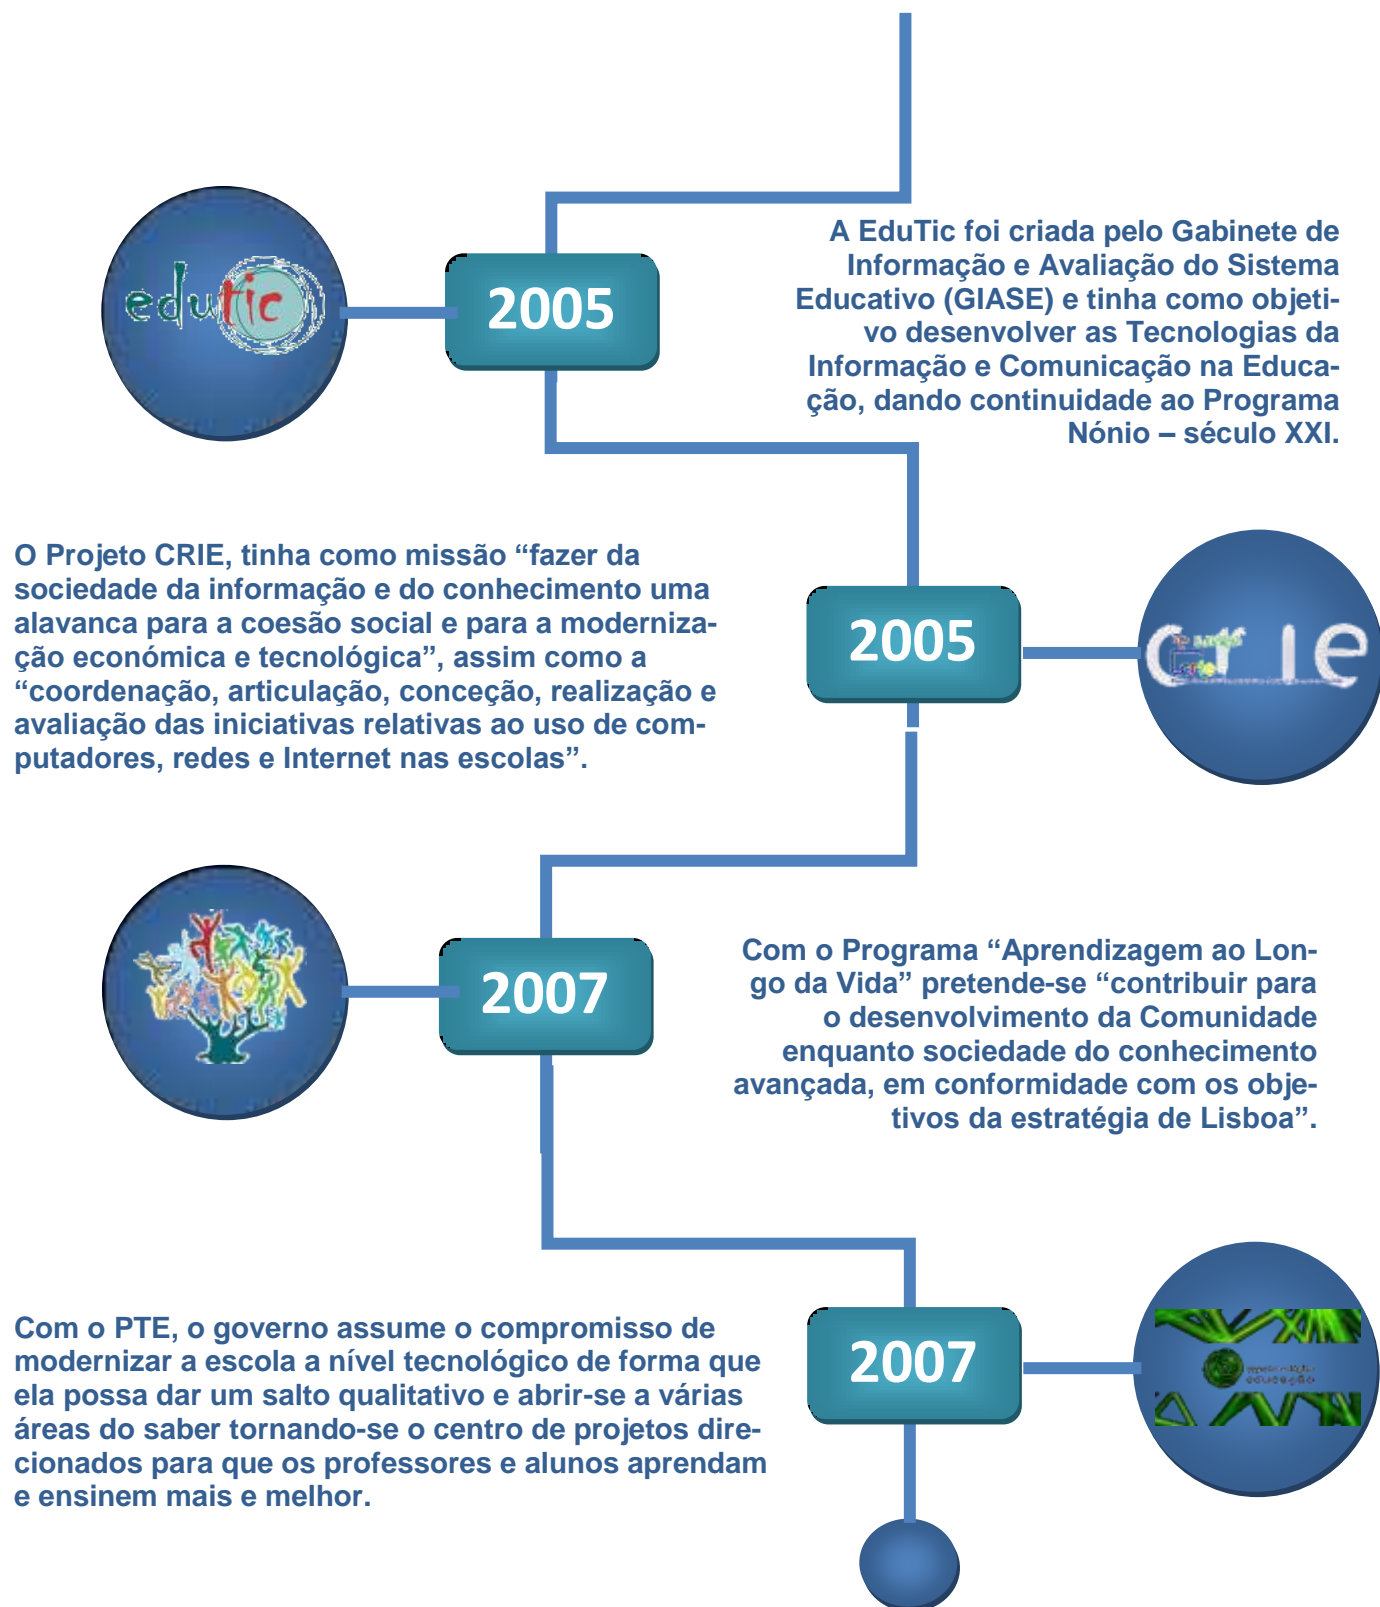 edutic
2005
A EduTic foi criada pelo Gabinete de
Informação e Avaliação do Sistema
Educativo (GIASE) e tinha como objeti-
vo desenvolver as Tecnologias da
Informação e Comunicação na Educa-
ção, dando continuidade ao Programa
Nónio – século XXI.
O Projeto CRIE, tinha como missão “fazer da
sociedade da informação e do conhecimento uma
alavanca para a coesão social e para a moderniza-
ção económica e tecnológica”, assim como a
“coordenação, articulação, conceção, realização e
avaliação das iniciativas relativas ao uso de com-
putadores, redes e Internet nas escolas”.
2005
crie
2007
Com o Programa “Aprendizagem ao Lon-
go da Vida” pretende-se “contribuir para
o desenvolvimento da Comunidade
enquanto sociedade do conhecimento
avançada, em conformidade com os obje-
tivos da estratégia de Lisboa”.
Com o PTE, o governo assume o compromisso de
modernizar a escola a nível tecnológico de forma que
ela possa dar um salto qualitativo e abrir-se a várias
áreas do saber tornando-se o centro de projetos dire-
cionados para que os professores e alunos aprendam
e ensinem mais e melhor.
2007
educação